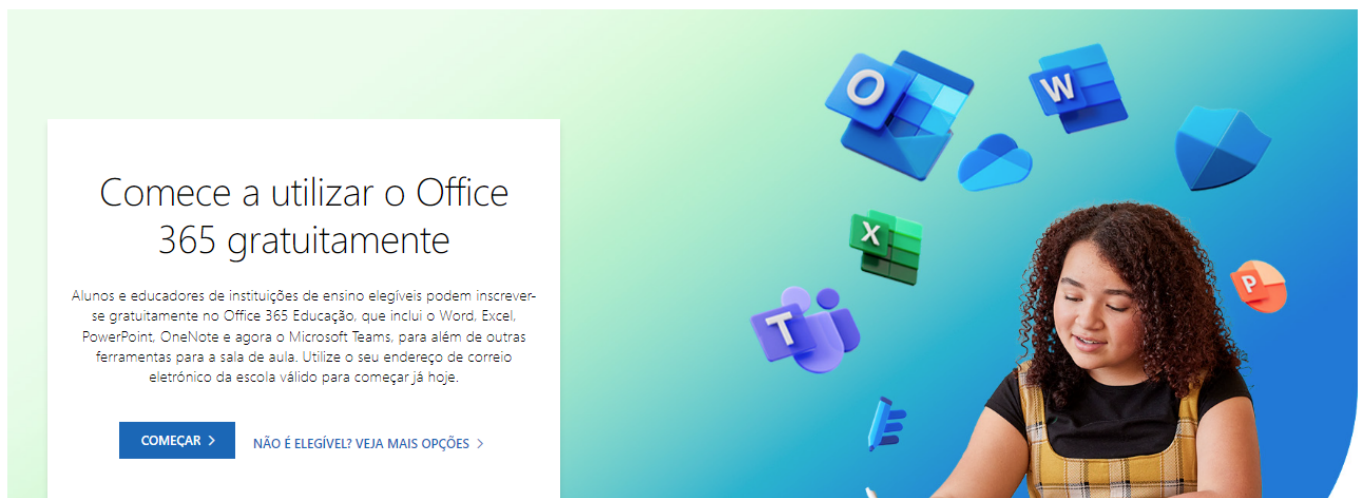 Comece a utilizar o Office
365 gratuitamente
Alunos e educadores de instituições de ensino elegíveis podem inscrever-
se gratuitamente no Office 365 Educação, que inclui o Word, Excel,
PowerPoint, OneNote e agora o Microsoft Teams, para além de outras
ferramentas para a sala de aula. Utilize o seu endereço de correio
eletrónico da escola válido para começar já hoje.
COMEÇAR >
NÃO É ELEGÍVEL? VEJA MAIS OPÇÕES >
O
W
X
P
T